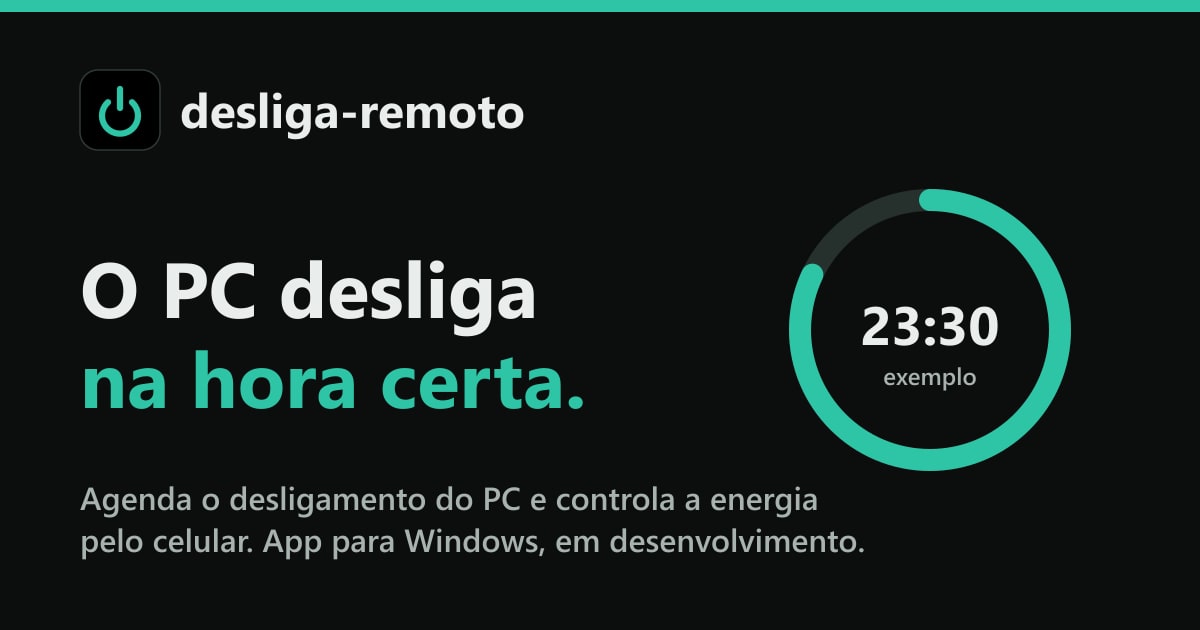 desliga-remoto
O PC desliga
na hora certa.
23:30
exemplo
Agenda o desligamento do PC e controla a energia
pelo celular. App para Windows, em desenvolvimento.